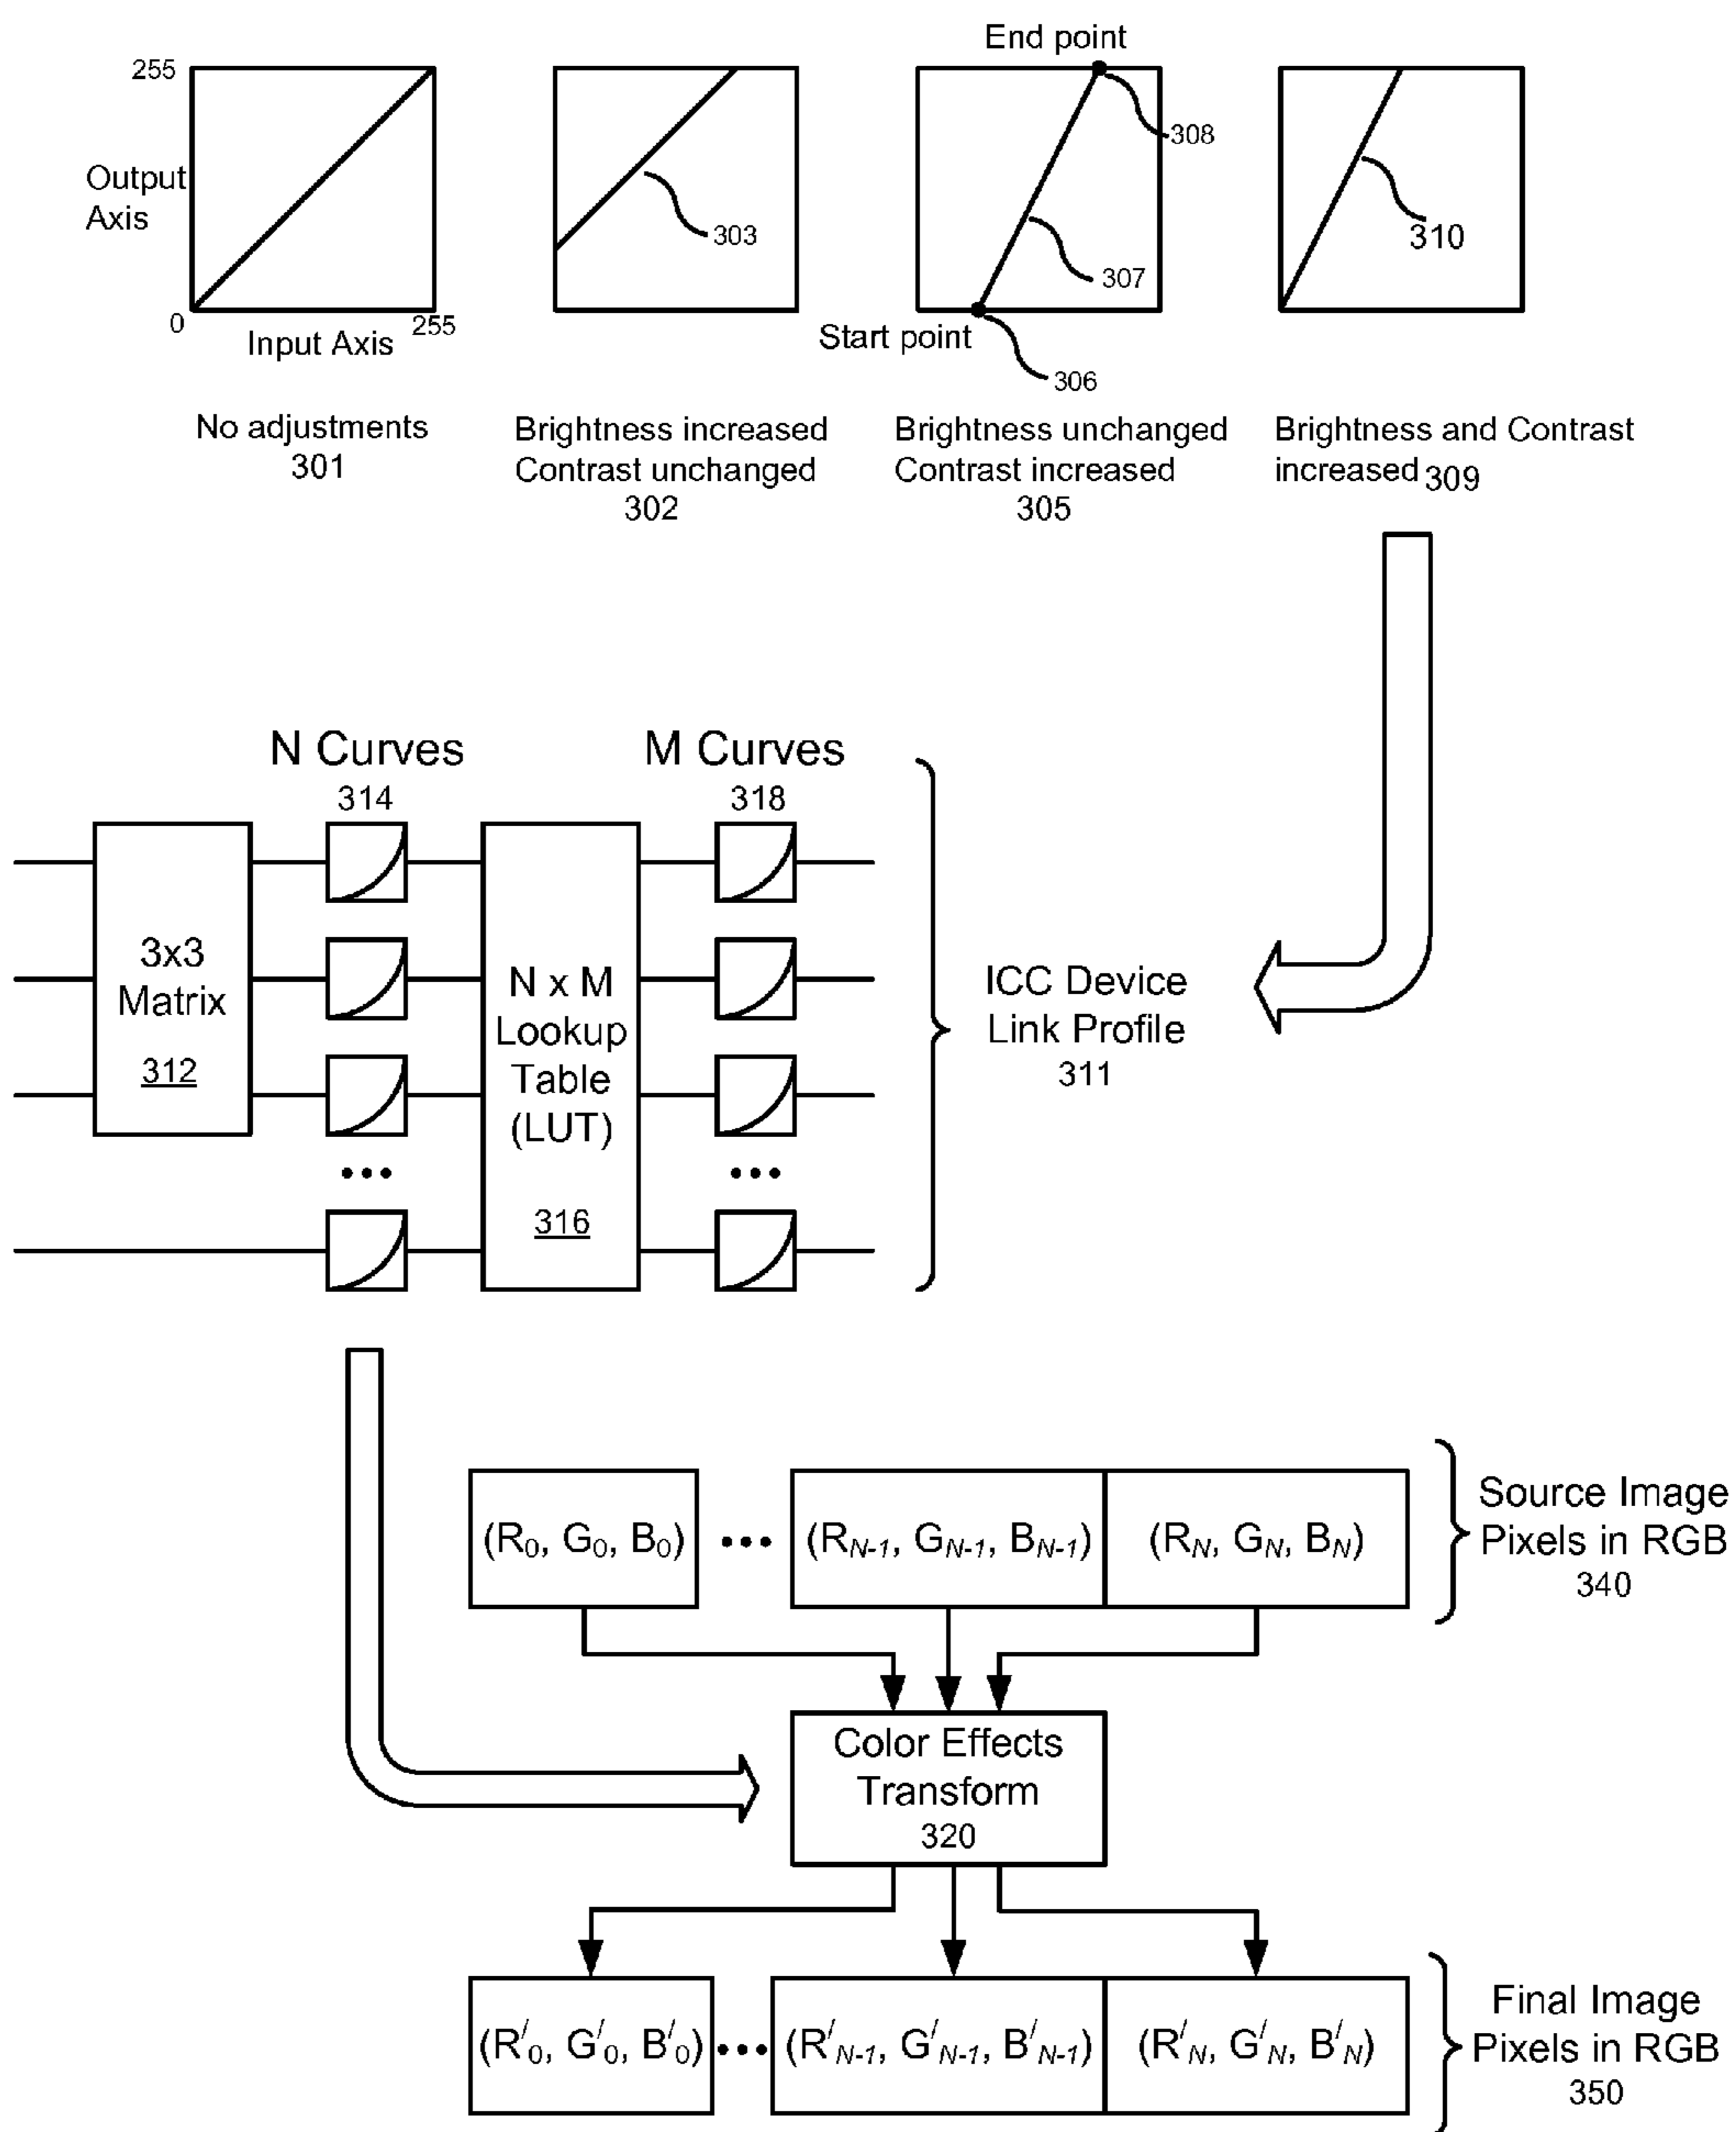 End point
255
308
Output
Axis
303
307
310
0
Input Axis
255
Start point
306
No adjustments
301
Brightness increased
Contrast unchanged
302
Brightness unchanged
Contrast increased
305
Brightness and Contrast
increased 309
N Curves
314
M Curves
318
3x3
Matrix
312
N x M
Lookup
Table
(LUT)
316
ICC Device
Link Profile
311
(R0, G0, B0)
•••
(RN-1, GN-1, BN-1)
(RN, GN, BN)
Source Image
Pixels in RGB
340
Color Effects
Transform
320
(R′0, G′0, B′0)
•••
(R′N-1, G′N-1, B′N-1)
(R′N, G′N, B′N)
Final Image
Pixels in RGB
350